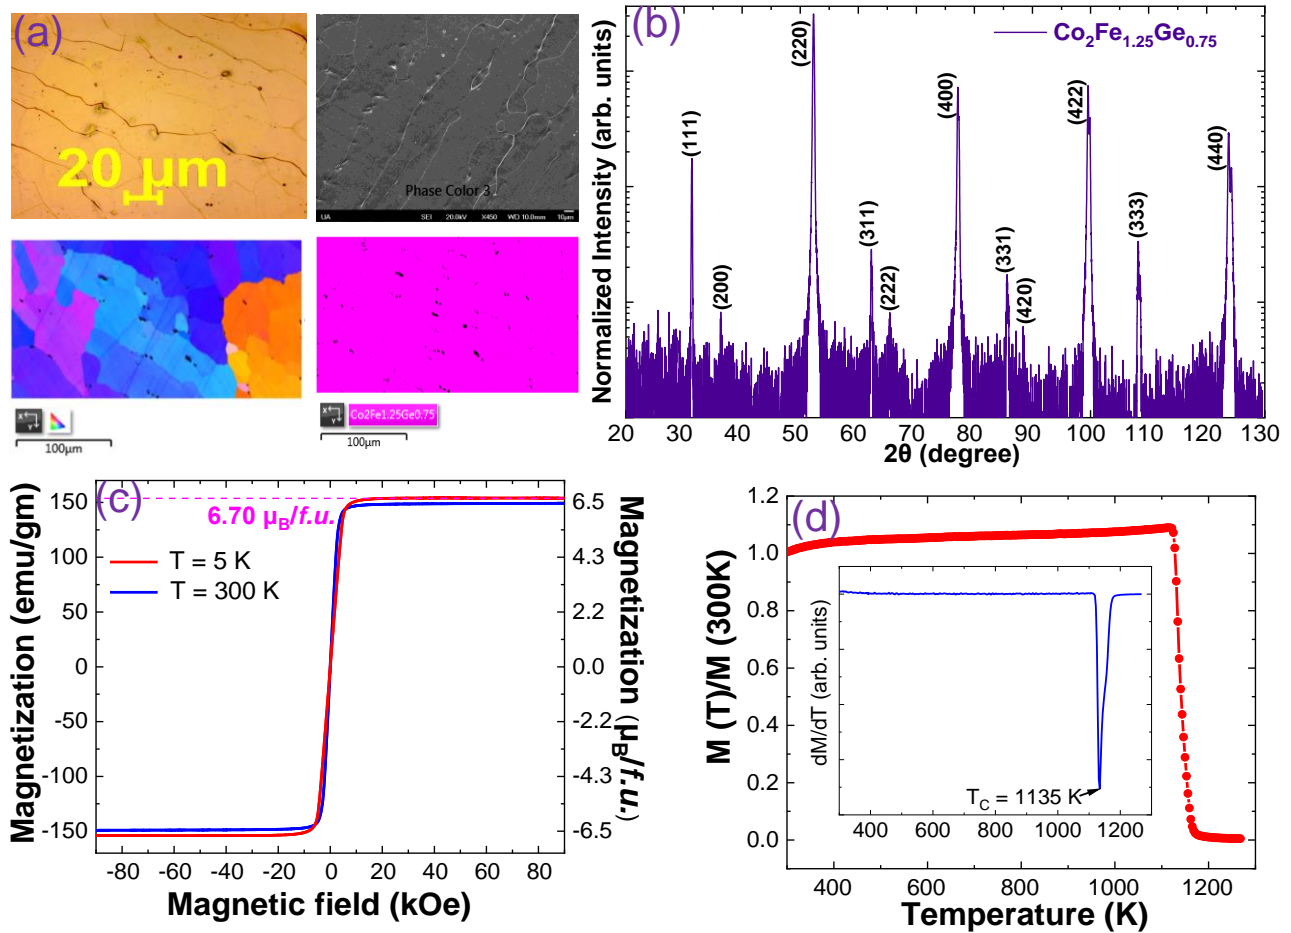 (a)
20 µm
Phase Color 3
UA SEI 20.0kV X450 WD 10.0mm 10µm
X Y
100µm
X Y Co2Fe1.25Ge0.75
100µm
(b)
Co2Fe1.25Ge0.75
Normalized Intensity (arb. units)
(111)
(200)
(220)
(311)
(222)
(400)
(331)
(420)
(422)
(333)
(440)
20 30 40 50 60 70 80 90 100 110 120 130
2θ (degree)
(c)
Magnetization (emu/gm)
150
100
50
0
-50
-100
-150
6.70 µB/f.u.
T = 5 K
T = 300 K
6.5
4.3
2.2
0.0
-2.2
-4.3
-6.5
Magnetization (µB/f.u.)
-80 -60 -40 -20 0 20 40 60 80
Magnetic field (kOe)
(d)
M (T)/M (300K)
1.2
1.0
0.8
0.6
0.4
0.2
0.0
dM/dT (arb. units)
TC = 1135 K
400 600 800 1000 1200
400 600 800 1000 1200
Temperature (K)